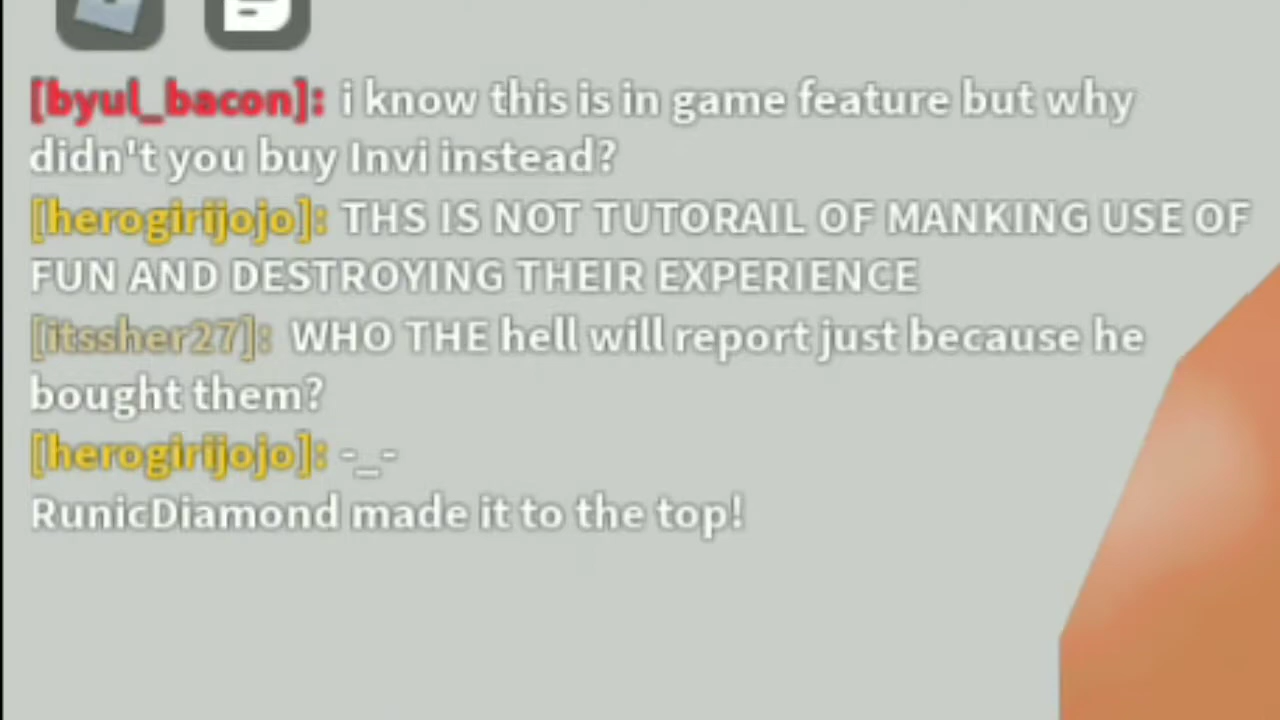 [byul_bacon]: i know this is in game feature but why
didn't you buy Invi instead?
[herogirijojo]: THS IS NOT TUTORAIL OF MANKING USE OF
FUN AND DESTROYING THEIR EXPERIENCE
[itssher27]: WHO THE hell will report just because he
bought them?
[herogirijojo]: -_-
RunicDiamond made it to the top!